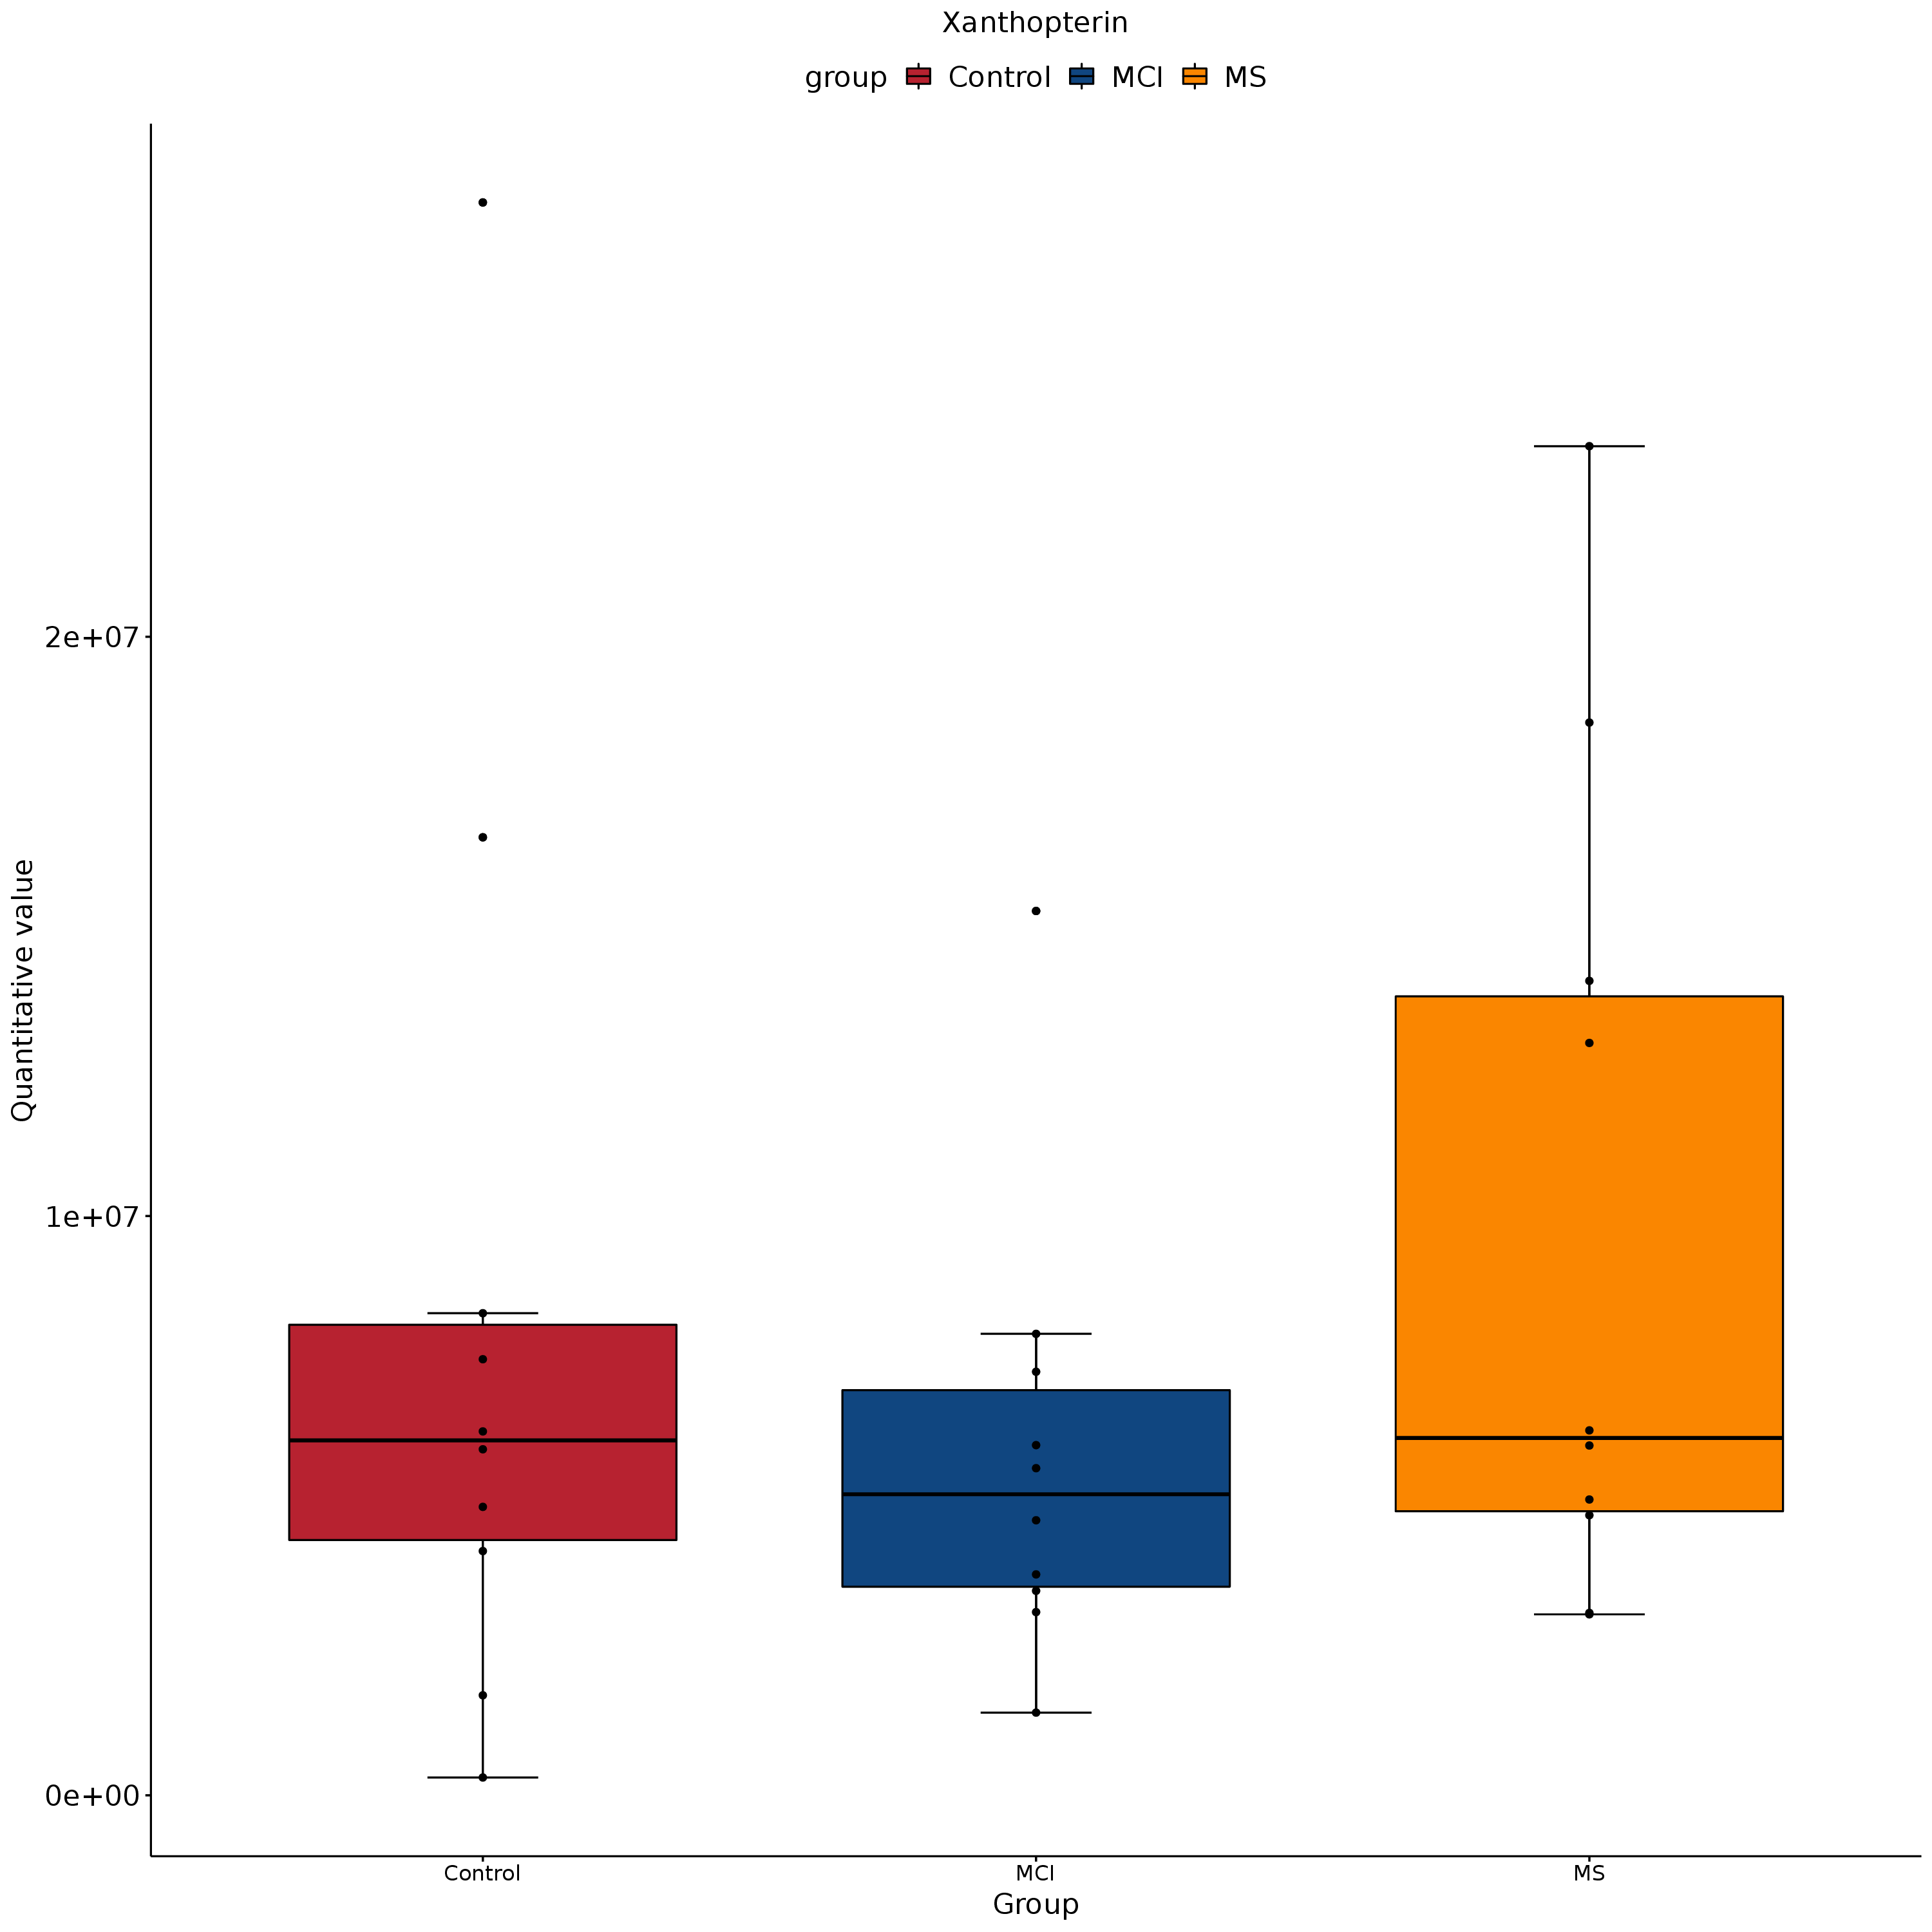 Xanthopterin
group Control MCI MS
Quantitative value
2e+07
1e+07
0e+00
Control MCI MS
Group